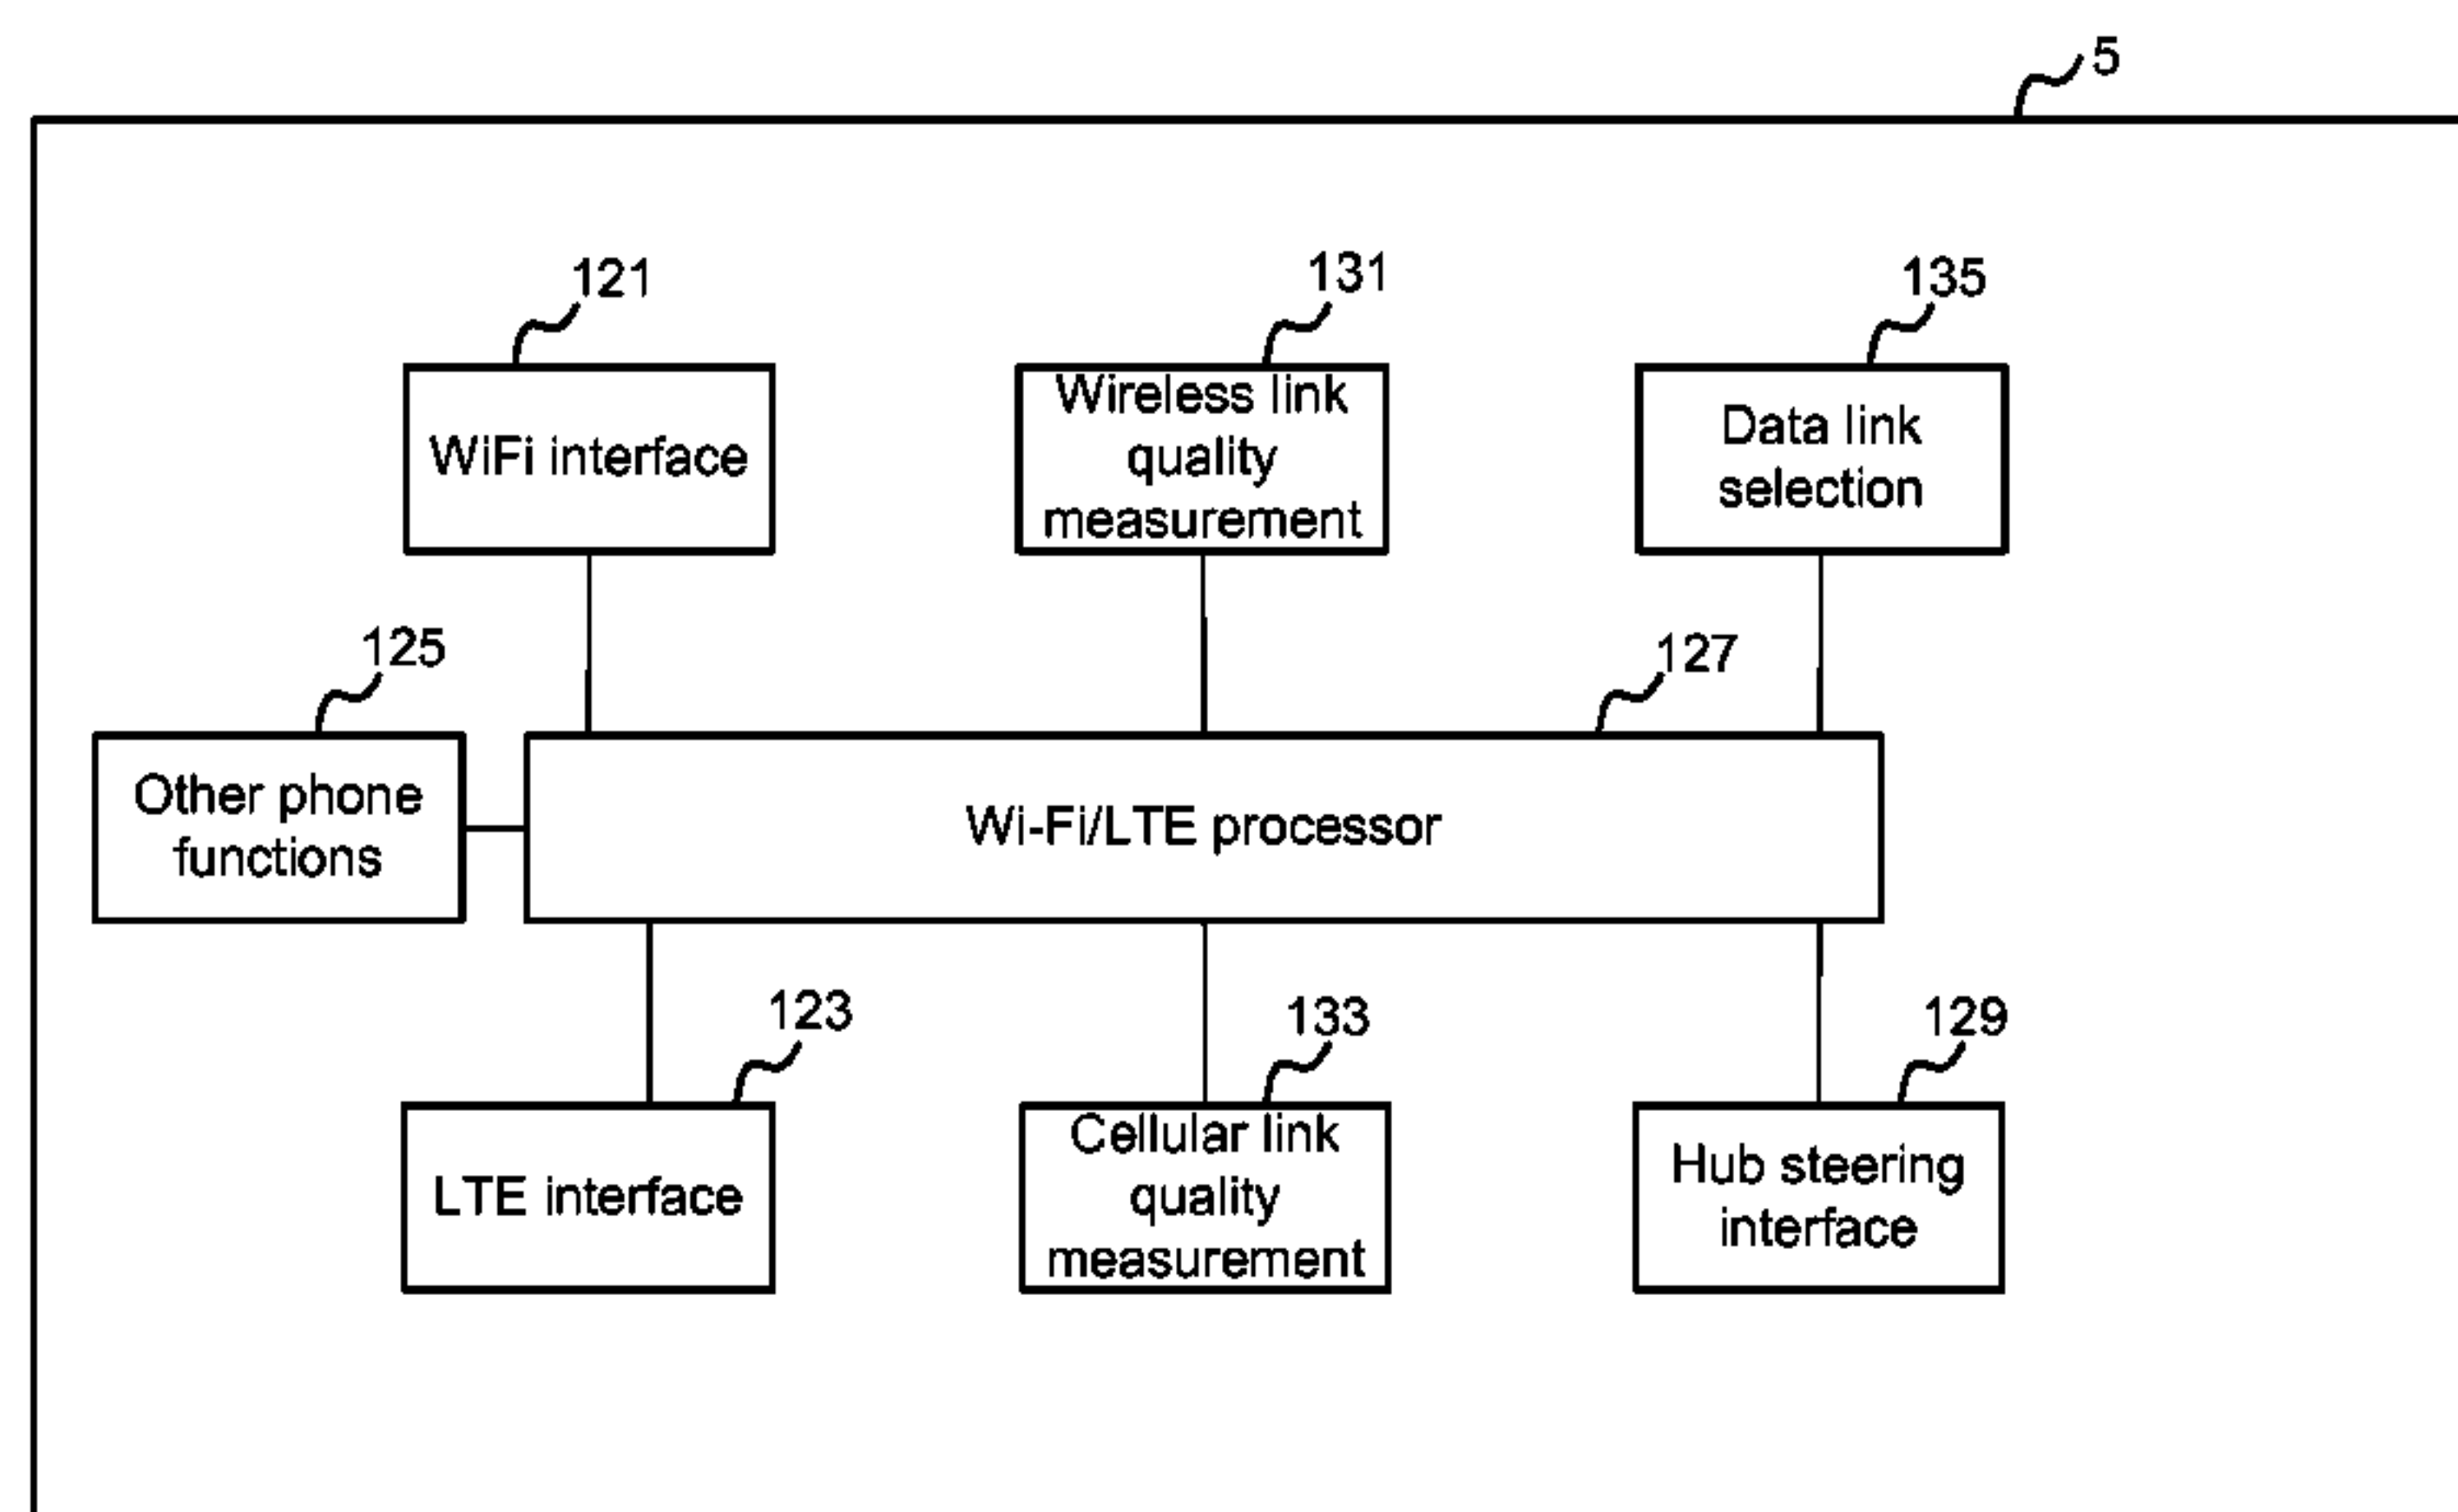 5
121
131
135
WiFi interface
Wireless link
quality
measurement
Data link
selection
125
127
Other phone
functions
Wi-Fi/LTE processor
123
133
129
LTE interface
Cellular link
quality
measurement
Hub steering
interface